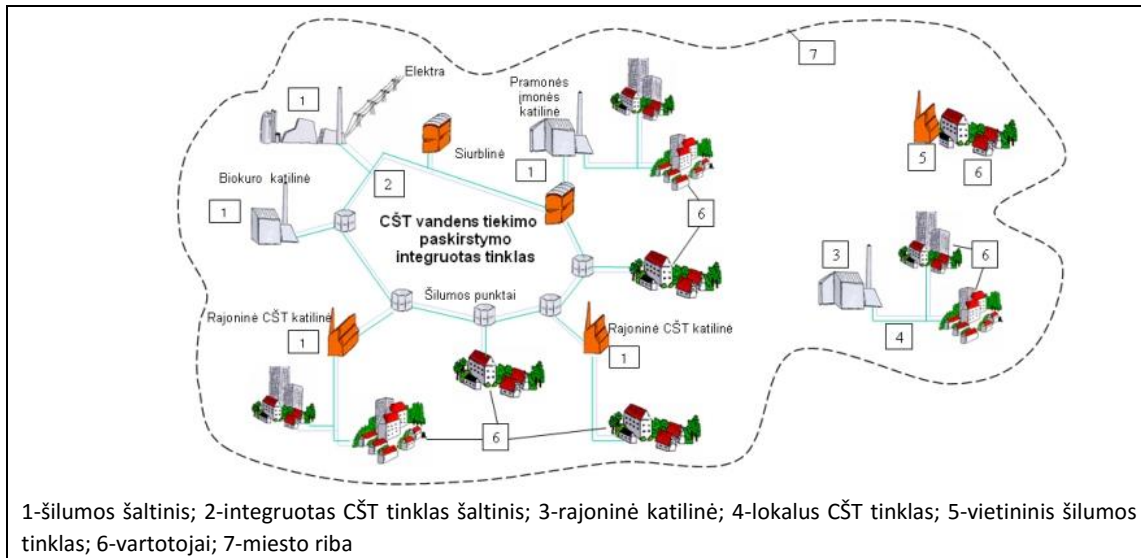 7
Elektra
1
Pramonės
įmonės
katilinė
Siurblinė
5
6
1
2
Biokuro katilinė
1
6
CŠT vandens tiekimo
paskirstymo
integruotas tinklas
3
6
Šilumos punktai
Rajoninė CŠT katilinė
Rajoninė CŠT katilinė
4
1
1
6
1-šilumos šaltinis; 2-integruotas CŠT tinklas šaltinis; 3-rajoninė katilinė; 4-lokalus CŠT tinklas; 5-vietininis šilumos
tinklas; 6-vartotojai; 7-miesto riba